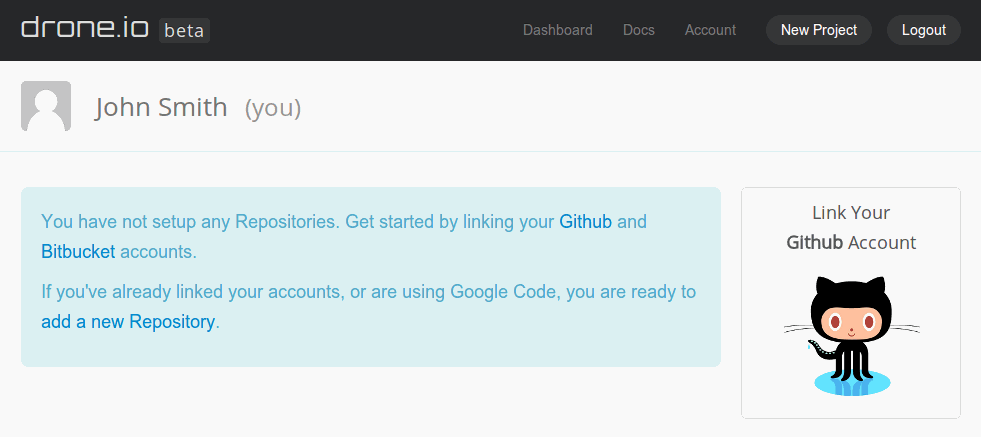 drone.io beta
Dashboard Docs Account New Project Logout
John Smith (you)
You have not setup any Repositories. Get started by linking your Github and
Bitbucket accounts.
If you've already linked your accounts, or are using Google Code, you are ready to
add a new Repository.
Link Your
Github Account